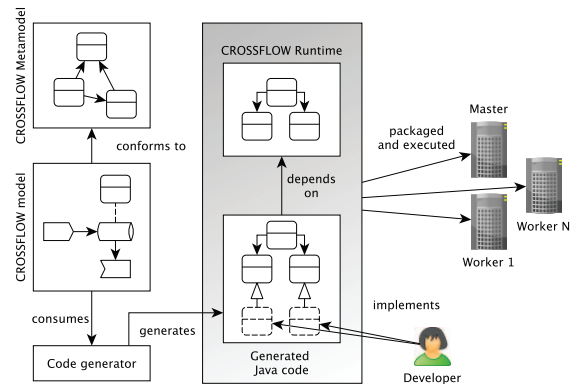 CROSSFLOW Metamodel
CROSSFLOW Runtime
Master
packaged
and executed
conforms to
CROSSFLOW model
depends
on
Worker N
Worker 1
consumes
generates
implements
Code generator
Generated
Java code
Developer